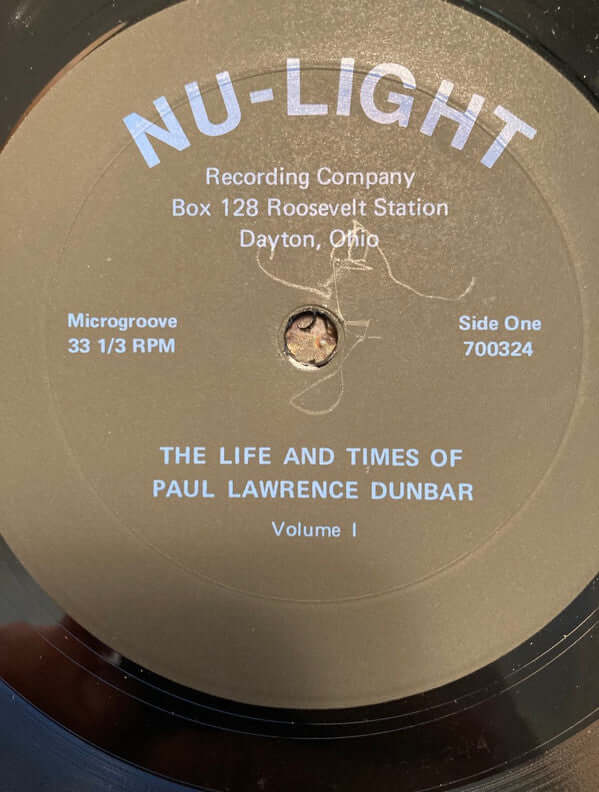 NU-LIGHT
Recording Company
Box 128 Roosevelt Station
Dayton, Ohio
Microgroove
33 1/3 RPM
Side One
700324
THE LIFE AND TIMES OF
PAUL LAWRENCE DUNBAR
Volume I